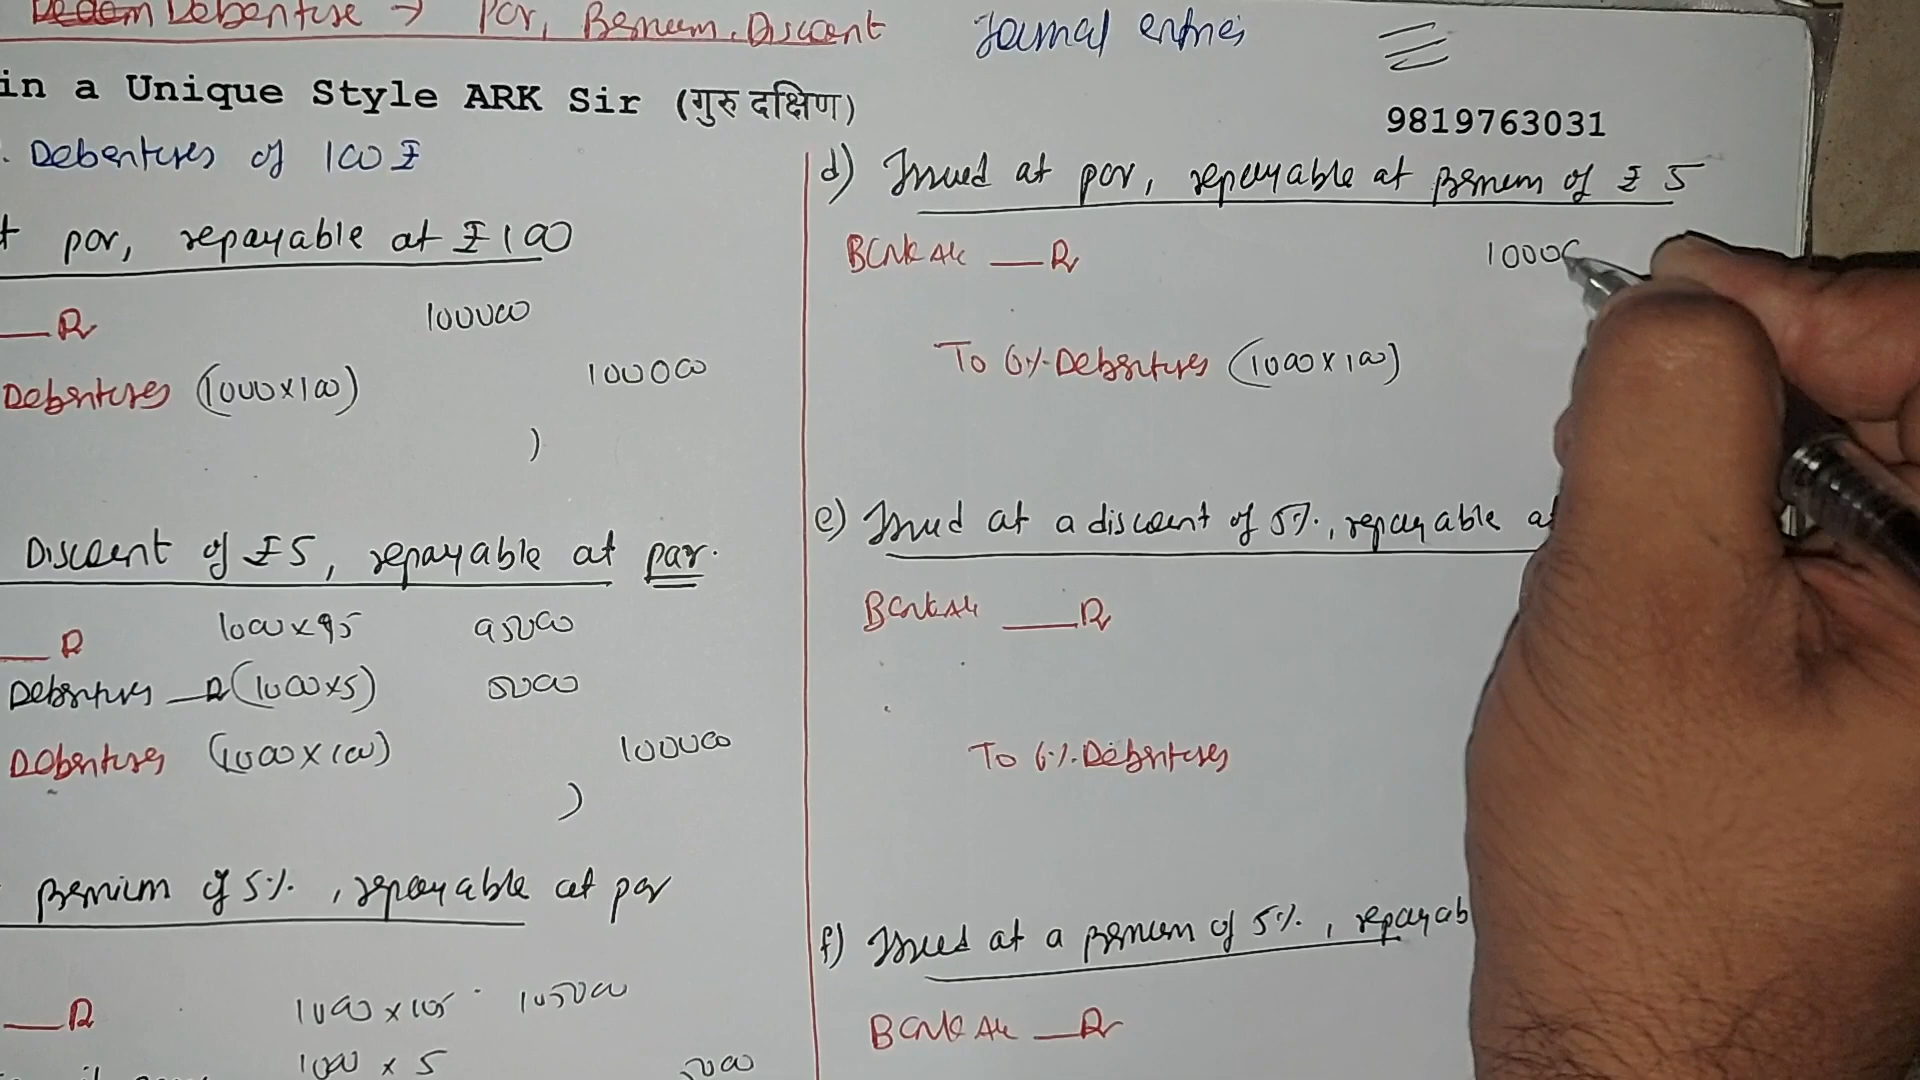 Debenture → Par, Premium, Discount
Journal entries
in a Unique Style ARK Sir (गुरु दक्षिण)
9819763031
. Debentures of 100 ₹
t par, repayable at ₹100
Dr 100000
Debentures (1000x100) 100000
)
Discount of ₹5, repayable at par.
Dr 1000 x 95 95000
Debentures Dr (1000x5) 5000
Debentures (1000 x 100) 100000
)
premium of 5%, repayable at par
Dr 1000 x 105 105000
1000 x 5 5000
d) Issued at par, repayable at premium of ₹ 5
Bank A/c Dr 10000
To 6% Debentures (1000 x 100)
e) Issued at a discount of 5%, repayable at
Bank A/c Dr
To 6% Debentures
f) Issued at a premium of 5%, repayab
Bank A/c Dr